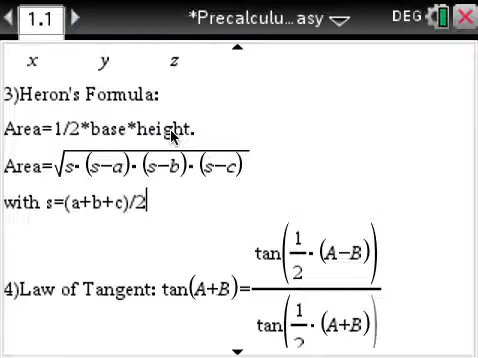 1.1 *Precalculu...asy DEG
x y z
3)Heron's Formula:
Area=1/2*base*height.
Area=√s·(s−a)·(s−b)·(s−c)
with s=(a+b+c)/2
4)Law of Tangent: tan(A+B)=tan(1/2·(A−B))/tan(1/2·(A+B))